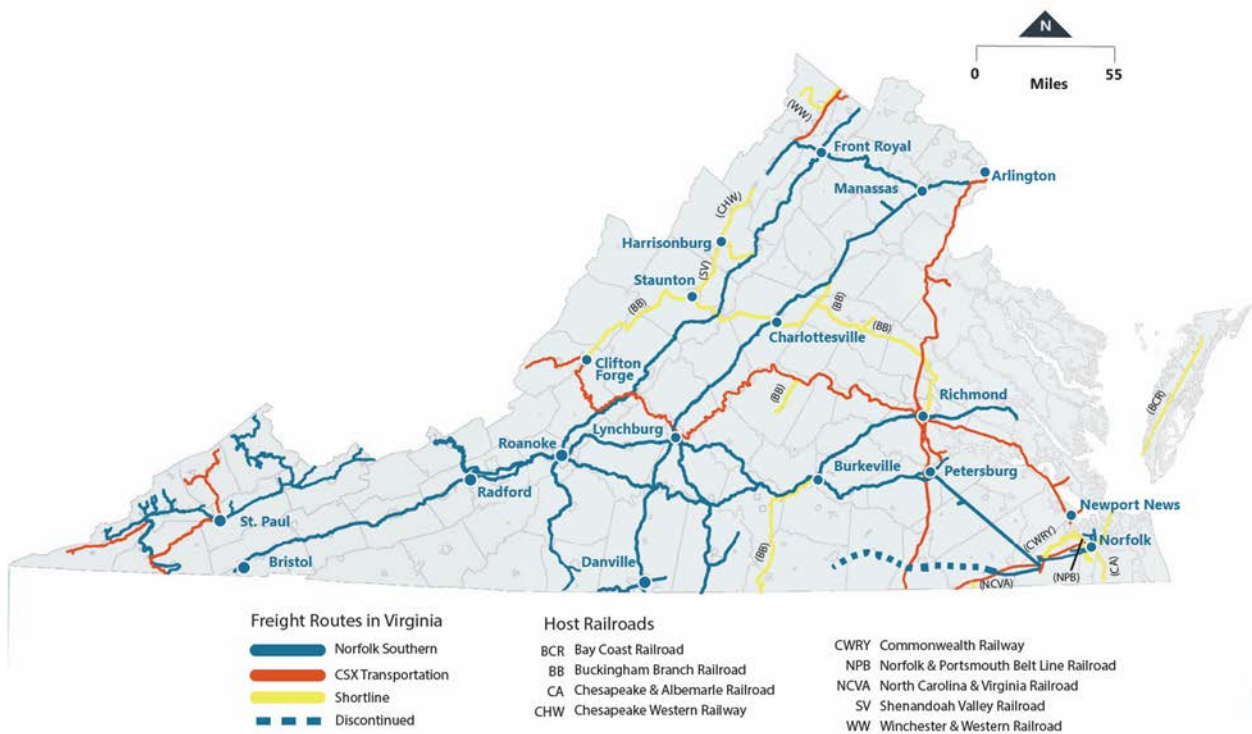 N
0 55
Miles
(WW)
Front Royal
Manassas
Arlington
(CHW)
Harrisonburg
(SV)
Staunton
(BB)
(BB)
(BB)
Charlottesville
Clifton
Forge
(BCR)
(BB)
Richmond
Lynchburg
Roanoke
Burkeville
Petersburg
Radford
Newport News
St. Paul
(CWRY)
Norfolk
(BB)
Bristol
Danville
(NPB)
(CA)
(NCVA)
Freight Routes in Virginia
Norfolk Southern
CSX Transportation
Shortline
Discontinued
Host Railroads
BCR Bay Coast Railroad
BB Buckingham Branch Railroad
CA Chesapeake & Albemarle Railroad
CHW Chesapeake Western Railway
CWRY Commonwealth Railway
NPB Norfolk & Portsmouth Belt Line Railroad
NCVA North Carolina & Virginia Railroad
SV Shenandoah Valley Railroad
WW Winchester & Western Railroad